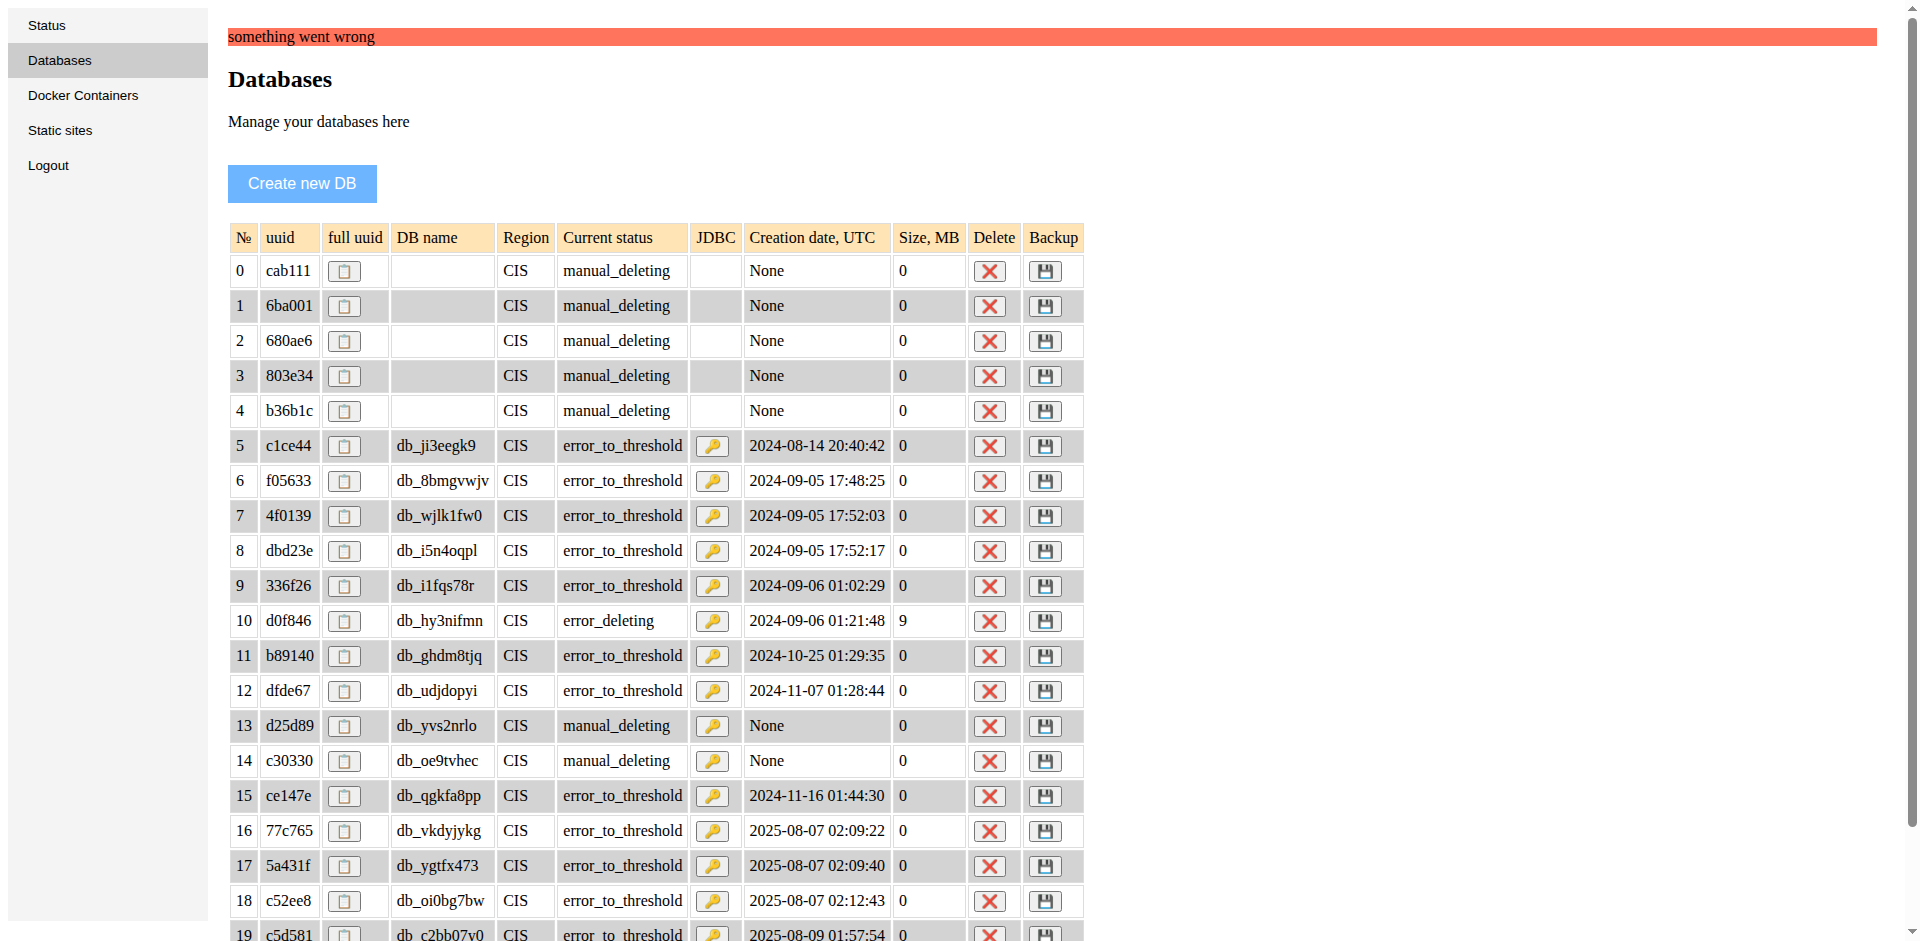 Status
Databases
Docker Containers
Static sites
Logout
something went wrong
Databases
Manage your databases here
Create new DB
№ uuid full uuid DB name Region Current status JDBC Creation date, UTC Size, MB Delete Backup
0 cab111 CIS manual_deleting None 0
1 6ba001 CIS manual_deleting None 0
2 680ae6 CIS manual_deleting None 0
3 803e34 CIS manual_deleting None 0
4 b36b1c CIS manual_deleting None 0
5 c1ce44 db_ji3eegk9 CIS error_to_threshold 2024-08-14 20:40:42 0
6 f05633 db_8bmgvwjv CIS error_to_threshold 2024-09-05 17:48:25 0
7 4f0139 db_wjlk1fw0 CIS error_to_threshold 2024-09-05 17:52:03 0
8 dbd23e db_i5n4oqpl CIS error_to_threshold 2024-09-05 17:52:17 0
9 336f26 db_i1fqs78r CIS error_to_threshold 2024-09-06 01:02:29 0
10 d0f846 db_hy3nifmn CIS error_deleting 2024-09-06 01:21:48 9
11 b89140 db_ghdm8tjq CIS error_to_threshold 2024-10-25 01:29:35 0
12 dfde67 db_udjdopyi CIS error_to_threshold 2024-11-07 01:28:44 0
13 d25d89 db_yvs2nrlo CIS manual_deleting None 0
14 c30330 db_oe9tvhec CIS manual_deleting None 0
15 ce147e db_qgkfa8pp CIS error_to_threshold 2024-11-16 01:44:30 0
16 77c765 db_vkdyjykg CIS error_to_threshold 2025-08-07 02:09:22 0
17 5a431f db_ygtfx473 CIS error_to_threshold 2025-08-07 02:09:40 0
18 c52ee8 db_oi0bg7bw CIS error_to_threshold 2025-08-07 02:12:43 0
19 c5d581 db_c2bb07v0 CIS error_to_threshold 2025-08-09 01:57:54 0